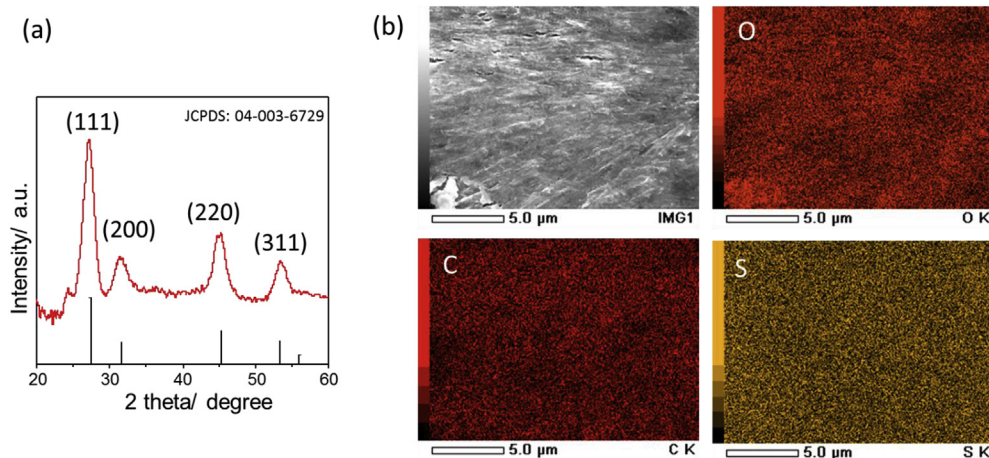 (a)
JCPDS: 04-003-6729
(111)
(200)
(220)
(311)
Intensity/ a.u.
20 30 40 50 60
2 theta/ degree
(b)
5.0 µm IMG1
O
5.0 µm O K
C
5.0 µm C K
S
5.0 µm S K